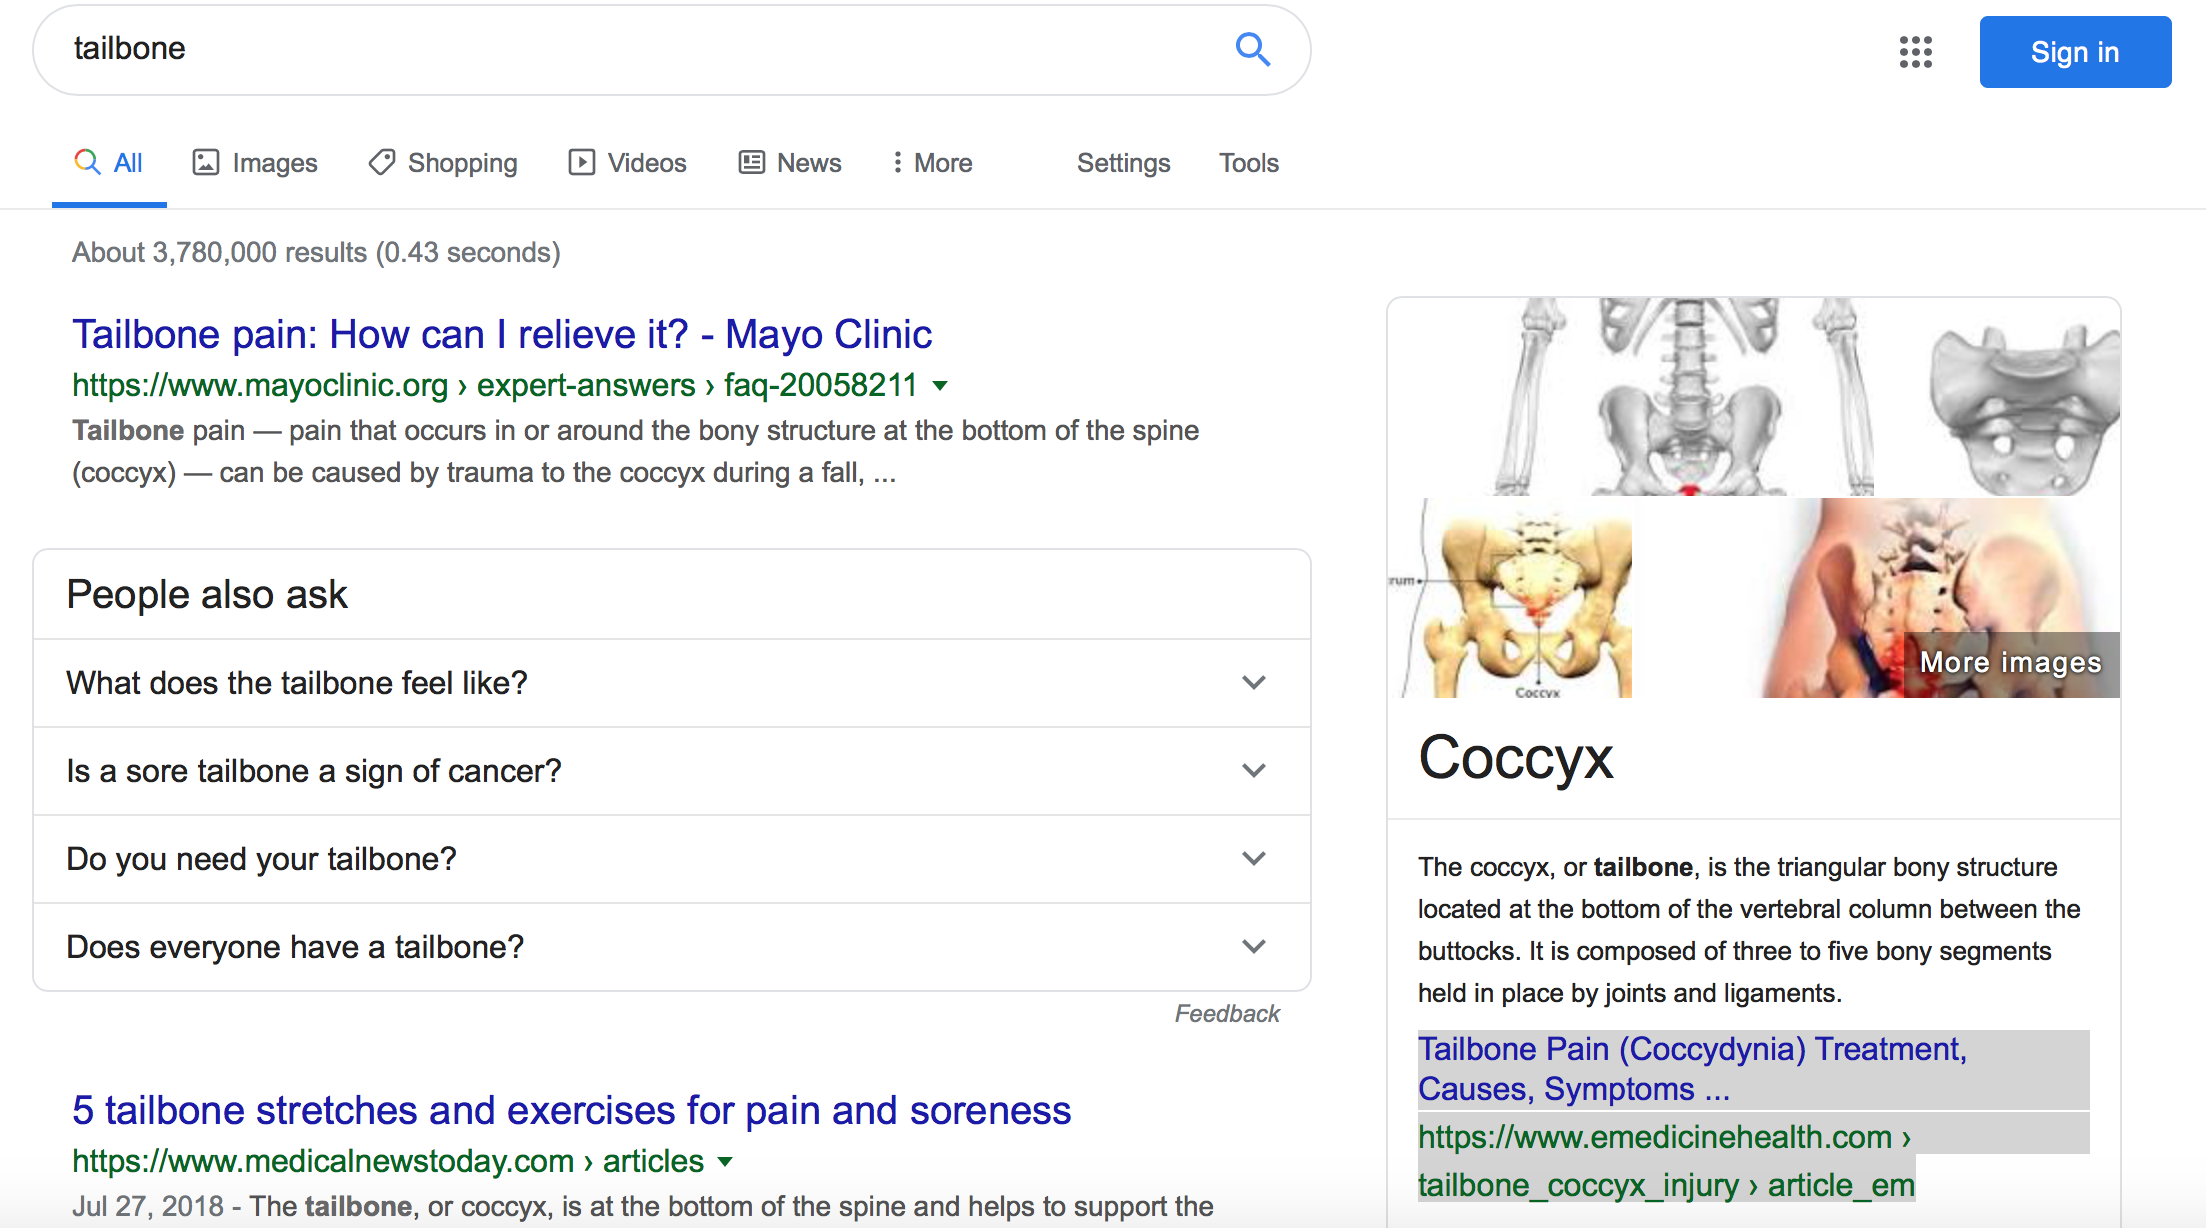 tailbone
Sign in
All
Images
Shopping
Videos
News
More
Settings
Tools
About 3,780,000 results (0.43 seconds)
Tailbone pain: How can I relieve it? - Mayo Clinic
https://www.mayoclinic.org › expert-answers › faq-20058211
Tailbone pain — pain that occurs in or around the bony structure at the bottom of the spine
(coccyx) — can be caused by trauma to the coccyx during a fall, ...
People also ask
What does the tailbone feel like?
Is a sore tailbone a sign of cancer?
Do you need your tailbone?
Does everyone have a tailbone?
Feedback
5 tailbone stretches and exercises for pain and soreness
https://www.medicalnewstoday.com › articles
Jul 27, 2018 - The tailbone, or coccyx, is at the bottom of the spine and helps to support the
rum
Coccyx
More images
Coccyx
The coccyx, or tailbone, is the triangular bony structure
located at the bottom of the vertebral column between the
buttocks. It is composed of three to five bony segments
held in place by joints and ligaments.
Tailbone Pain (Coccydynia) Treatment,
Causes, Symptoms ...
https://www.emedicinehealth.com ›
tailbone_coccyx_injury › article_em